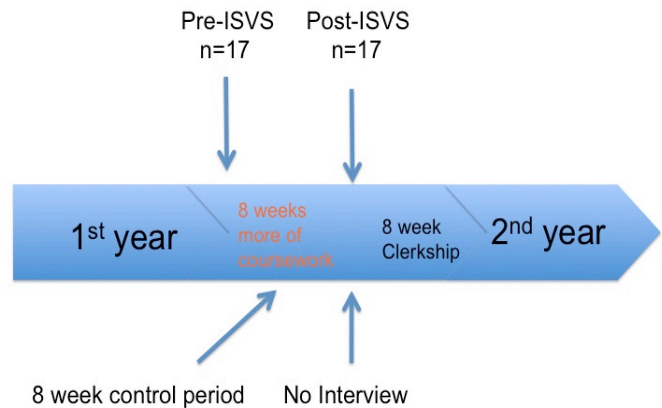 Pre-ISVS
n=17
Post-ISVS
n=17
1st year
8 weeks
more of
coursework
8 week
Clerkship
2nd year
8 week control period
No Interview